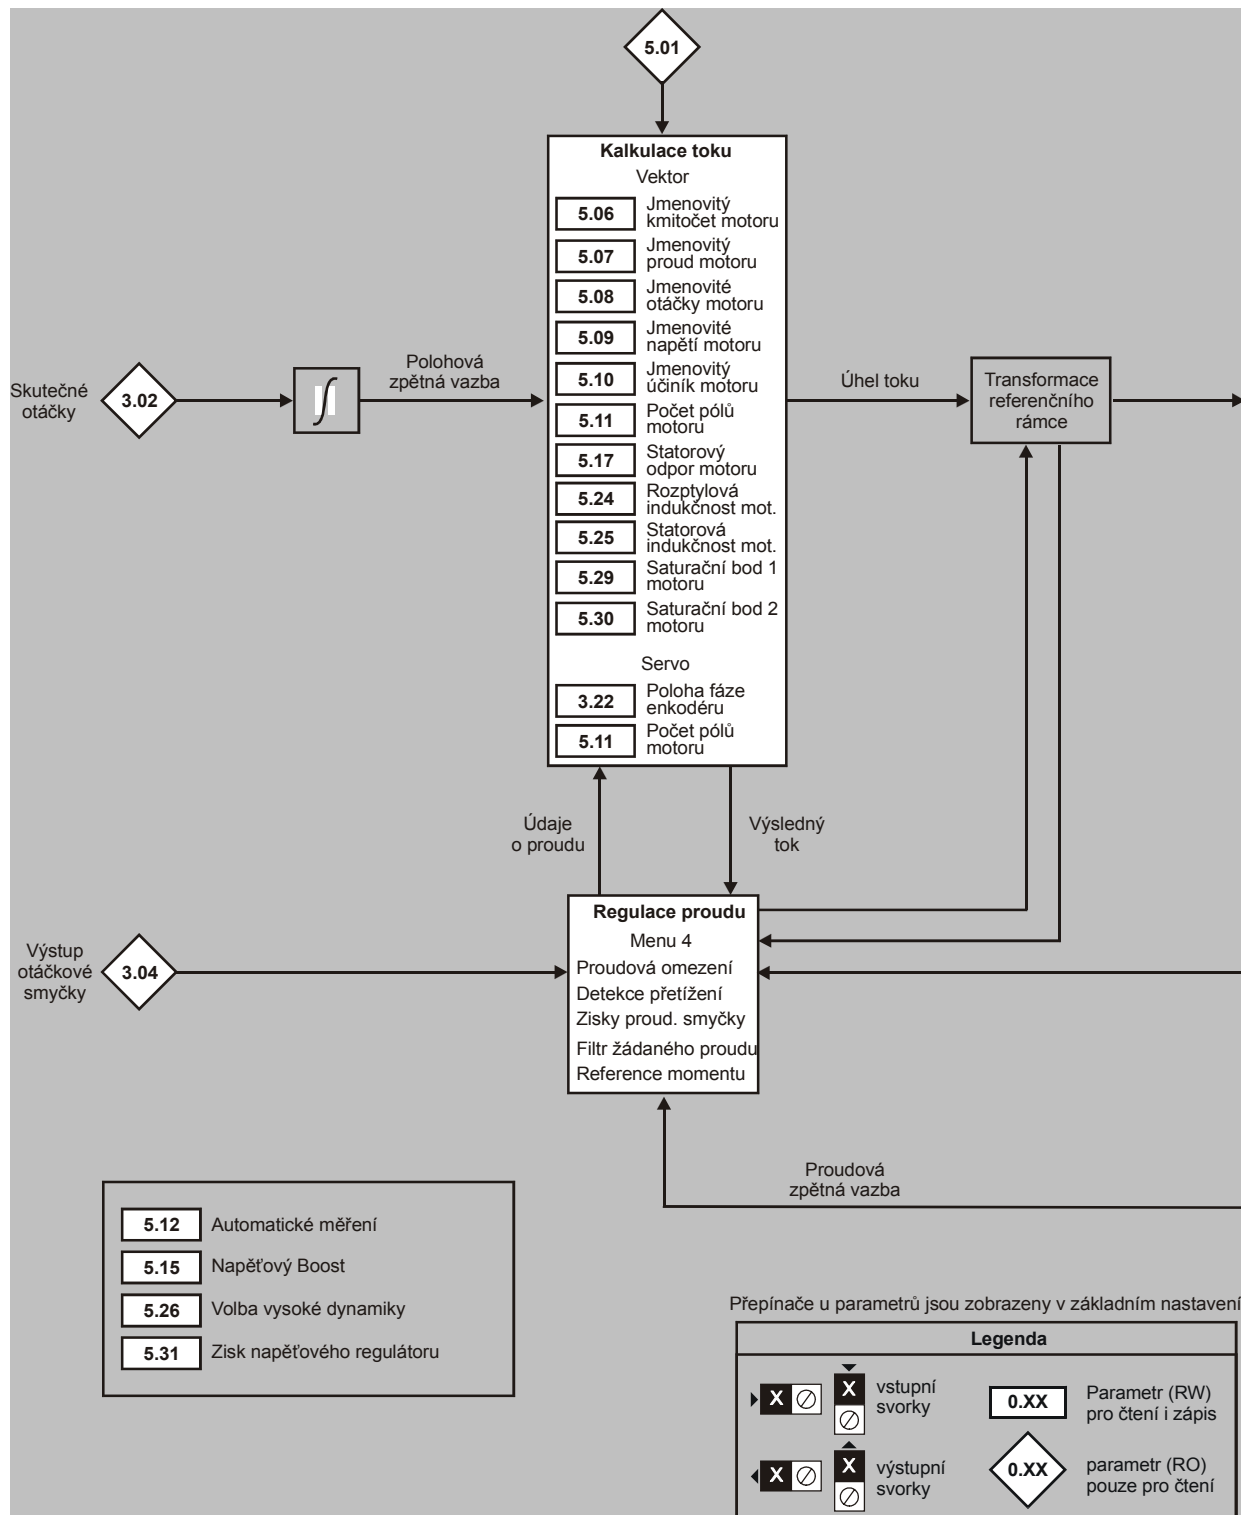 5.01
Kalkulace toku
Vektor
5.06
Jmenovitý
kmitočet motoru
5.07
Jmenovitý
proud motoru
5.08
Jmenovité
otáčky motoru
5.09
Jmenovité
napětí motoru
5.10
Jmenovitý
účiník motoru
5.11
Počet pólů
motoru
5.17
Statorový
odpor motoru
5.24
Rozptylová
indukčnost mot.
5.25
Statorová
indukčnost mot.
5.29
Saturační bod 1
motoru
5.30
Saturační bod 2
motoru
Servo
3.22
Poloha fáze
enkodéru
5.11
Počet pólů
motoru
Skutečné
otáčky
3.02
Polohová
zpětná vazba
Úhel toku
Transformace
referenčního
rámce
Údaje
o proudu
Výsledný
tok
Výstup
otáčkové
smyčky
3.04
Regulace proudu
Menu 4
Proudová omezení
Detekce přetížení
Zisky proud. smyčky
Filtr žádaného proudu
Reference momentu
Proudová
zpětná vazba
5.12
Automatické měření
5.15
Napěťový Boost
5.26
Volba vysoké dynamiky
5.31
Zisk napěťového regulátoru
Přepínače u parametrů jsou zobrazeny v základním nastavení
Legenda
X
X
vstupní
svorky
0.XX
Parametr (RW)
pro čtení i zápis
X
X
výstupní
svorky
0.XX
parametr (RO)
pouze pro čtení